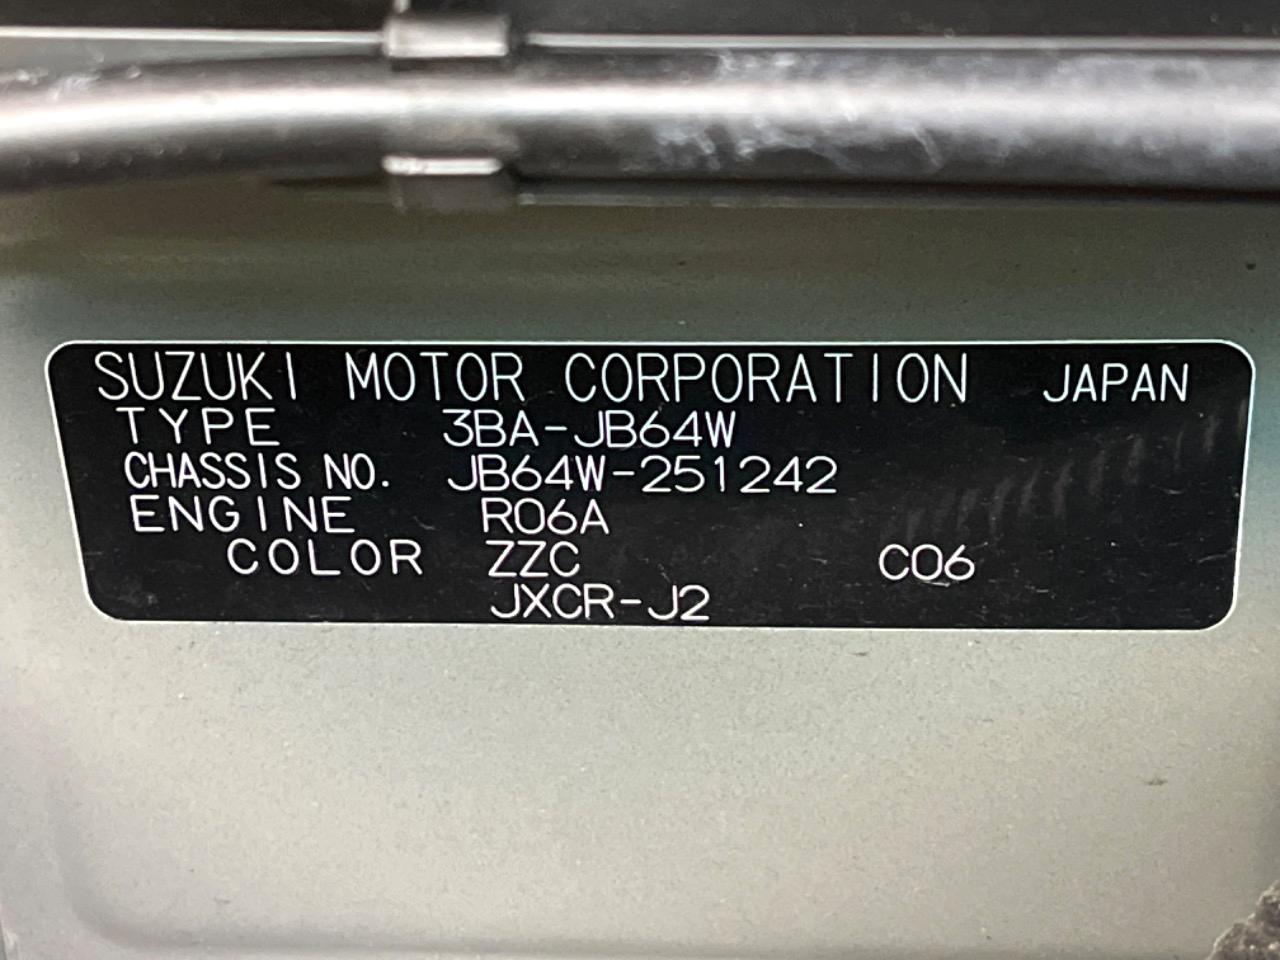 SUZUKI MOTOR CORPORATION JAPAN
TYPE 3BA-JB64W
CHASSIS NO. JB64W-251242
ENGINE R06A
COLOR ZZC C06
JXCR-J2